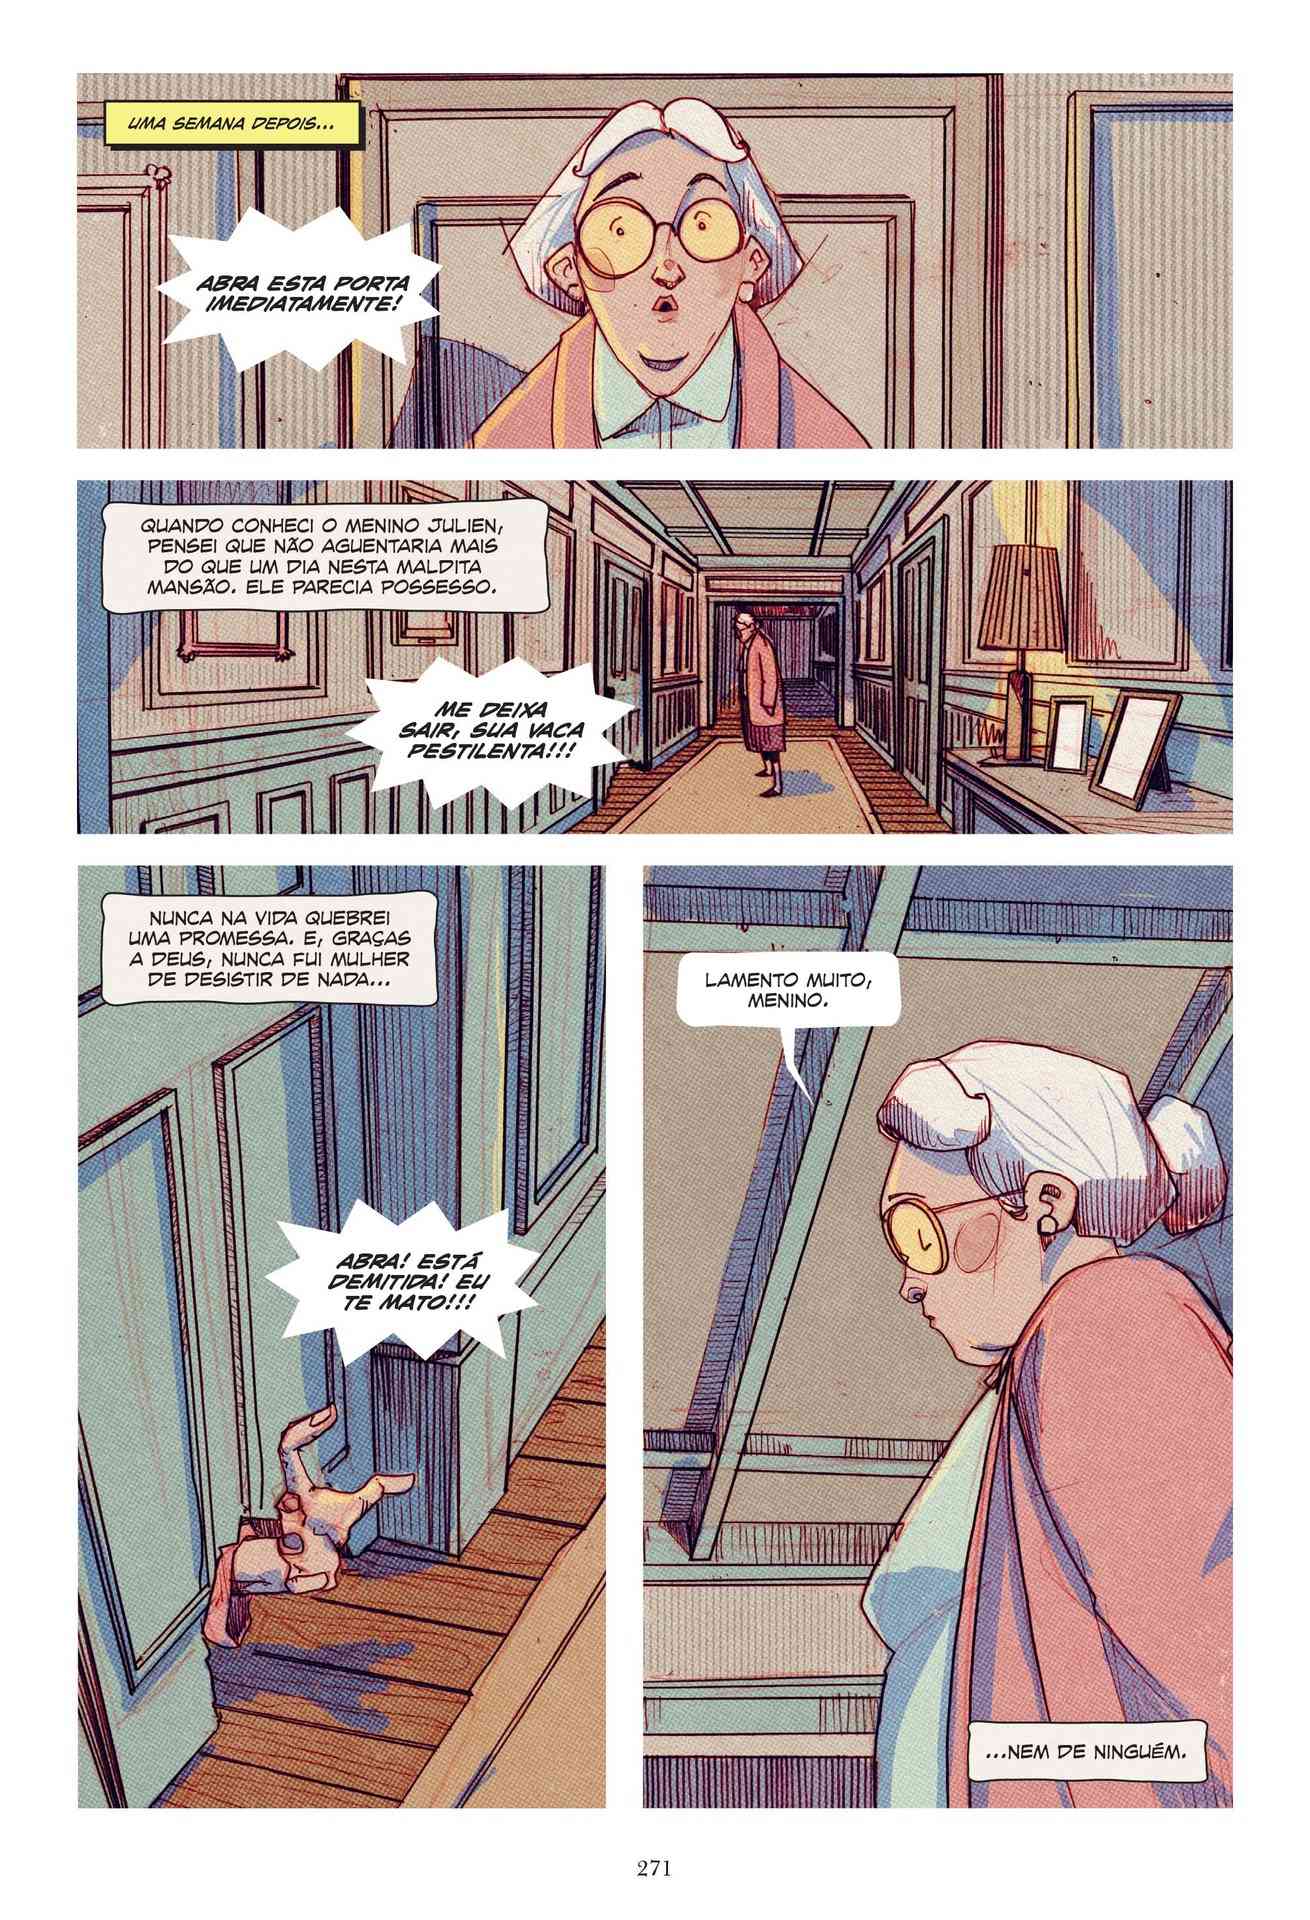 UMA SEMANA DEPOIS...
ABRA ESTA PORTA
IMEDIATAMENTE!
QUANDO CONHECI O MENINO JULIEN,
PENSEI QUE NÃO AGUENTARIA MAIS
DO QUE UM DIA NESTA MALDITA
MANSÃO. ELE PARECIA POSSESSO.
ME DEIXA
SAIR, SUA VACA
PESTILENTA!!!
NUNCA NA VIDA QUEBREI
UMA PROMESSA. E, GRAÇAS
A DEUS, NUNCA FUI MULHER
DE DESISTIR DE NADA...
ABRA! ESTÁ
DEMITIDA! EU
TE MATO!!!
LAMENTO MUITO,
MENINO.
...NEM DE NINGUÉM.
271